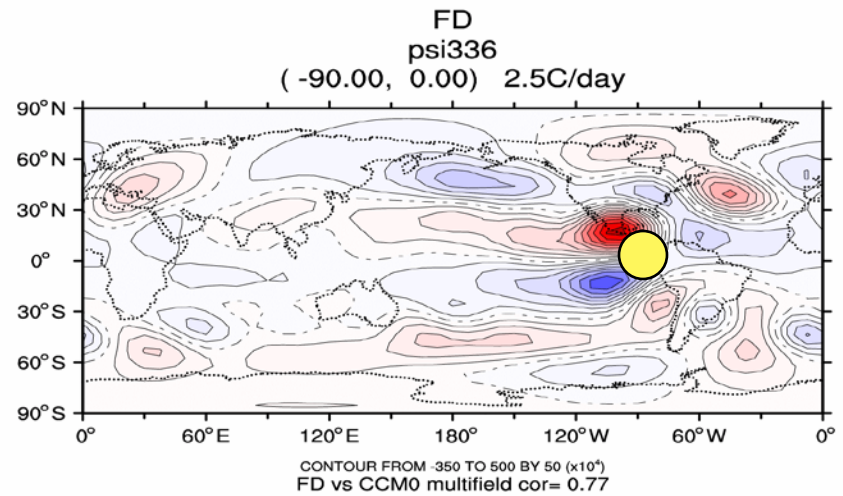 FD
psi336
( -90.00, 0.00) 2.5C/day
90°N
60°N
30°N
0°
30°S
60°S
90°S
0° 60°E 120°E 180° 120°W 60°W 0°
CONTOUR FROM -350 TO 500 BY 50 (x10⁴)
FD vs CCM0 multifield cor= 0.77